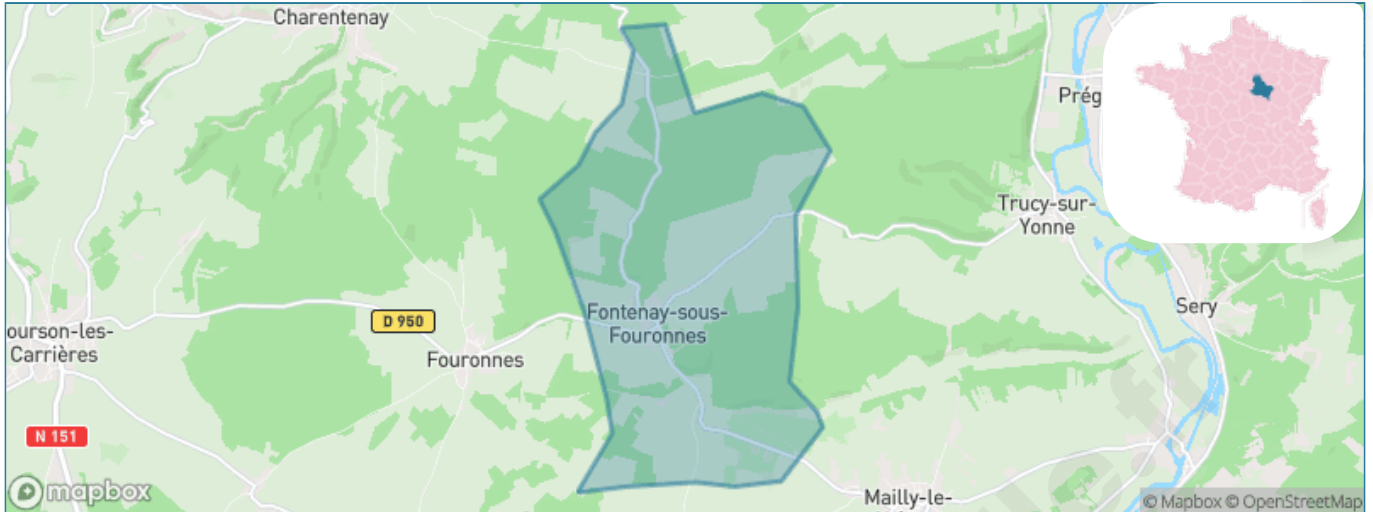 Charentenay
Prég
Trucy-sur-
Yonne
Sery
Fontenay-sous-
Fouronnes
D 950
Fouronnes
ourson-les-
Carrières
N 151
Mailly-le-
mapbox
© Mapbox © OpenStreetMap